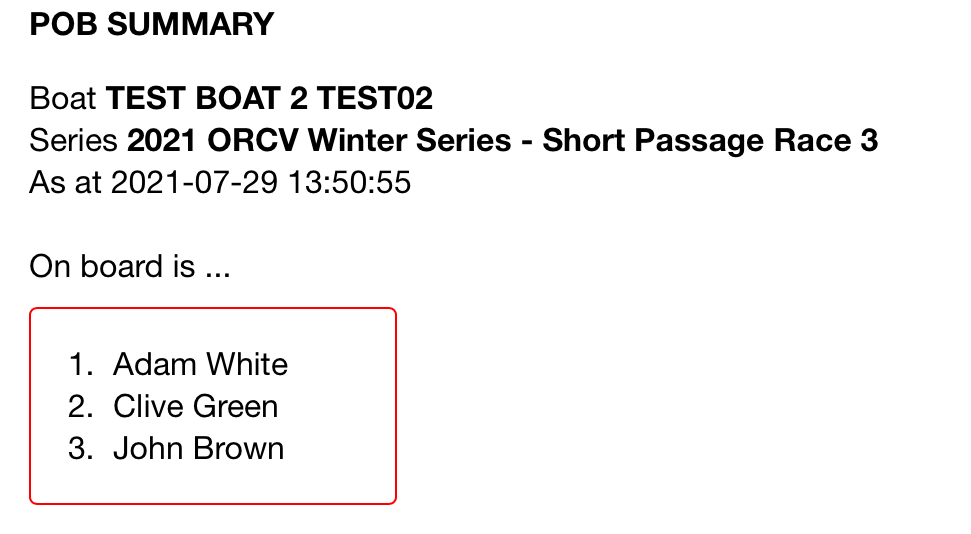 POB SUMMARY
Boat TEST BOAT 2 TEST02
Series 2021 ORCV Winter Series - Short Passage Race 3
As at 2021-07-29 13:50:55
On board is ...
1. Adam White
2. Clive Green
3. John Brown